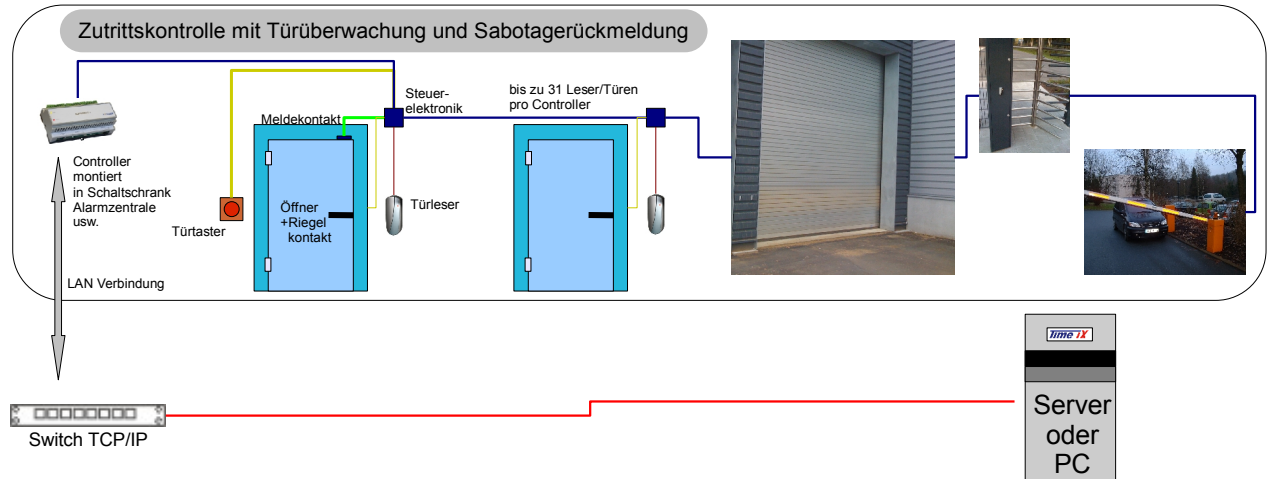 Zutrittskontrolle mit Türüberwachung und Sabotagerückmeldung
Steuer-
elektronik
bis zu 31 Leser/Türen
pro Controller
Meldekontakt
Controller
montiert
in Schaltschrank
Alarmzentrale
usw.
Türtaster
Öffner
+Riegel
kontakt
Türleser
LAN Verbindung
Time iX
Server
oder
PC
Switch TCP/IP